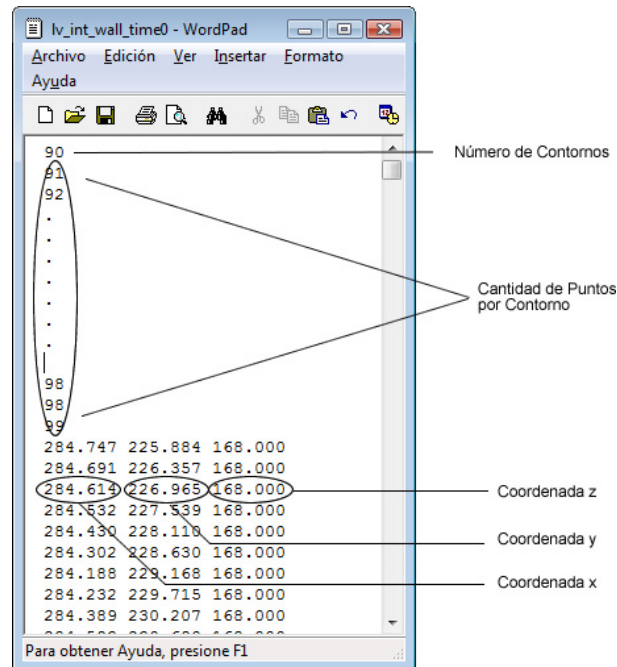 lv_int_wall_time0 - WordPad
Archivo Edición Ver Insertar Formato
Ayuda
90
91
92
.
.
.
.
.
.
.
98
98
99
284.747 225.884 168.000
284.691 226.357 168.000
284.614 226.965 168.000
284.532 227.539 168.000
284.430 228.110 168.000
284.302 228.630 168.000
284.188 229.168 168.000
284.232 229.715 168.000
284.389 230.207 168.000
Para obtener Ayuda, presione F1
Número de Contornos
Cantidad de Puntos
por Contorno
Coordenada z
Coordenada y
Coordenada x